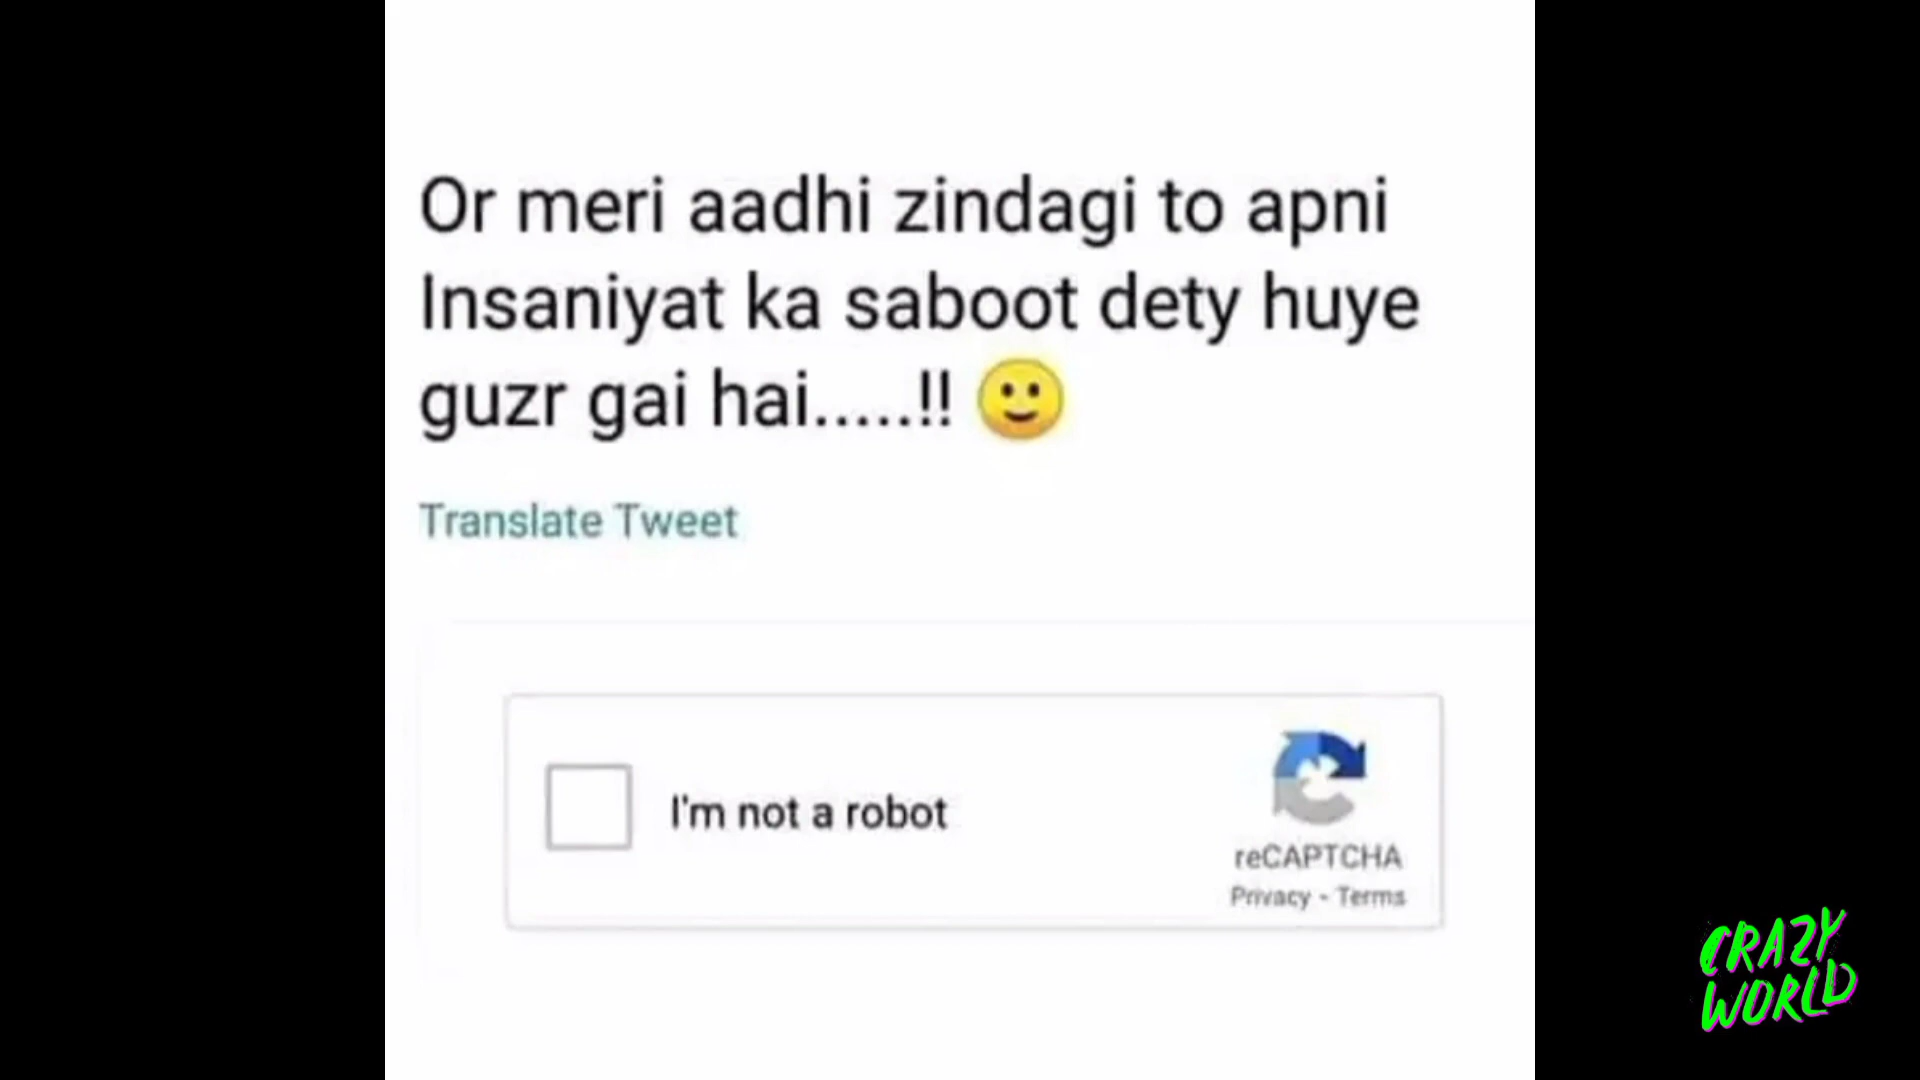 Or meri aadhi zindagi to apni
Insaniyat ka saboot dety huye
guzr gai hai.....!! 🙂
Translate Tweet
I'm not a robot
reCAPTCHA
Privacy - Terms
CRAZY
WORLD